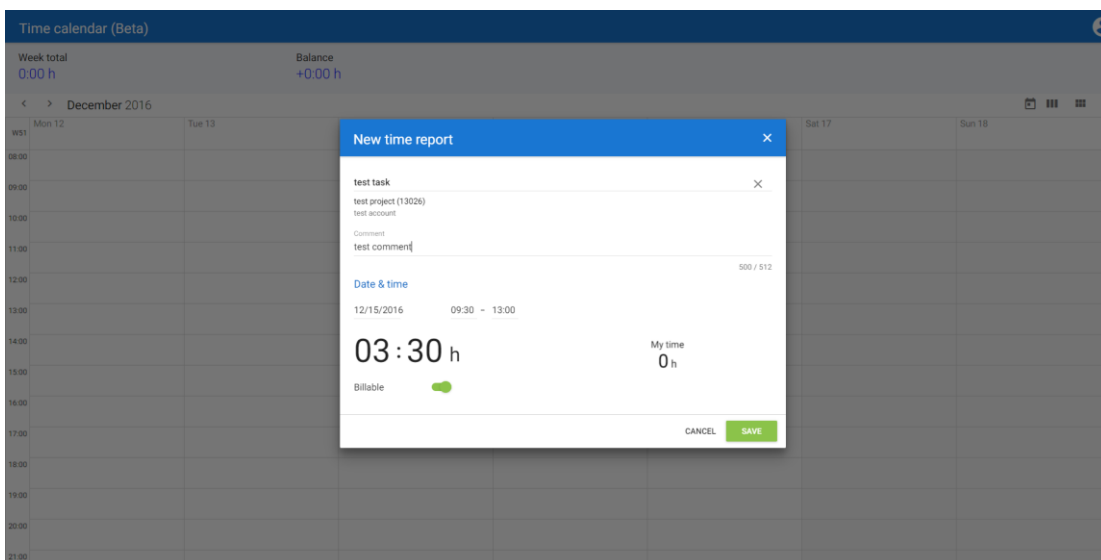 Time calendar (Beta)
Week total
0:00 h
Balance
+0:00 h
December 2016
W51
Mon 12
Tue 13
Sat 17
Sun 18
08:00
09:00
10:00
11:00
12:00
13:00
14:00
15:00
16:00
17:00
18:00
19:00
20:00
21:00
New time report
test task
test project (13026)
test account
Comment
test comment
500 / 512
Date & time
12/15/2016 09:30 - 13:00
03 : 30 h
My time
0 h
Billable
CANCEL SAVE